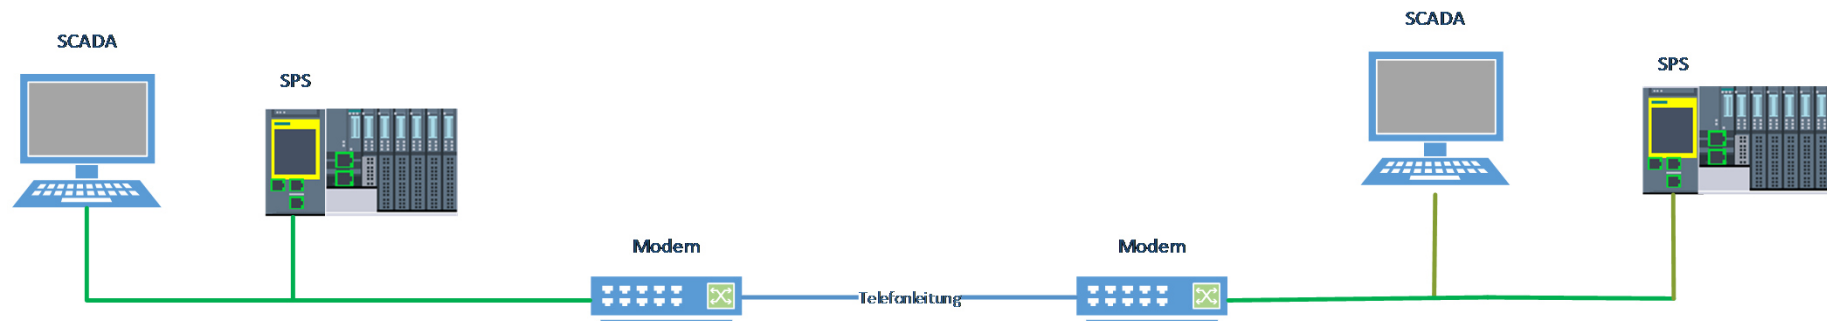 SCADA
SPS
Modem
Telefonleitung
Modem
SCADA
SPS